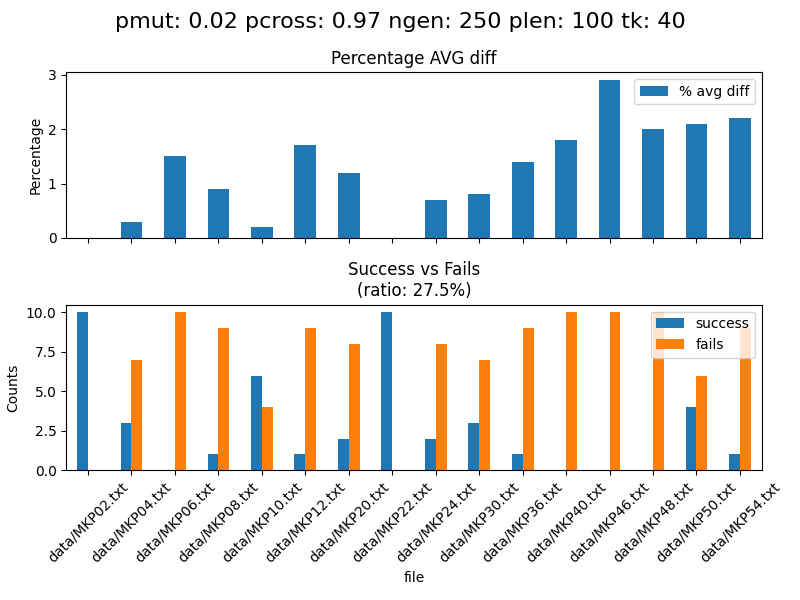 pmut: 0.02 pcross: 0.97 ngen: 250 plen: 100 tk: 40
Percentage AVG diff
% avg diff
Percentage
3
2
1
0
Success vs Fails
(ratio: 27.5%)
success
fails
Counts
10.0
7.5
5.0
2.5
0.0
data/MKP02.txt
data/MKP04.txt
data/MKP06.txt
data/MKP08.txt
data/MKP10.txt
data/MKP12.txt
data/MKP20.txt
data/MKP22.txt
data/MKP24.txt
data/MKP30.txt
data/MKP36.txt
data/MKP40.txt
data/MKP46.txt
data/MKP48.txt
data/MKP50.txt
data/MKP54.txt
file